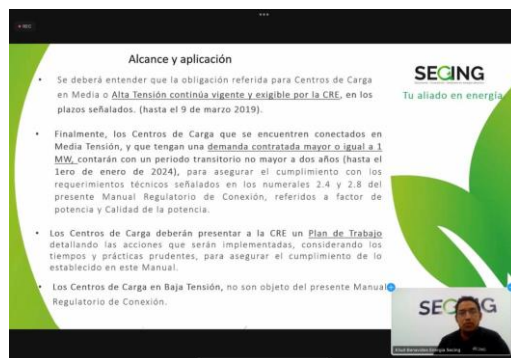 REC
Alcance y aplicación
SECING
Tu aliado en energía
• Se deberá entender que la obligación referida para Centros de Carga
en Media o Alta Tensión continúa vigente y exigible por la CRE, en los
plazos señalados. (hasta el 9 de marzo 2019).
• Finalmente, los Centros de Carga que se encuentren conectados en
Media Tensión, y que tengan una demanda contratada mayor o igual a 1
MW, contarán con un periodo transitorio no mayor a dos años (hasta el
1ero de enero de 2024), para asegurar el cumplimiento con los
requerimientos técnicos señalados en los numerales 2.4 y 2.8 del
presente Manual Regulatorio de Conexión, referidos a factor de
potencia y Calidad de la potencia.
• Los Centros de Carga deberán presentar a la CRE un Plan de Trabajo
detallando las acciones que serán implementadas, considerando los
tiempos y prácticas prudentes, para asegurar el cumplimiento de lo
establecido en este Manual.
• Los Centros de Carga en Baja Tensión, no son objeto del presente Manual
Regulatorio de Conexión.